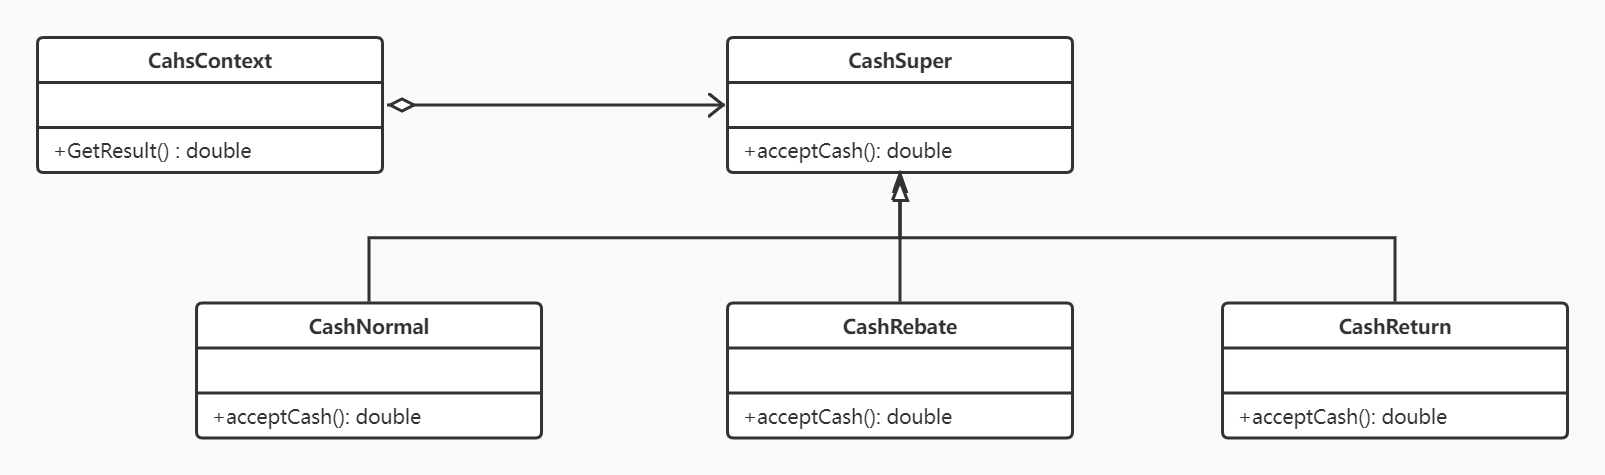 CahsContext
+GetResult() : double
CashSuper
+acceptCash(): double
CashNormal
+acceptCash(): double
CashRebate
+acceptCash(): double
CashReturn
+acceptCash(): double